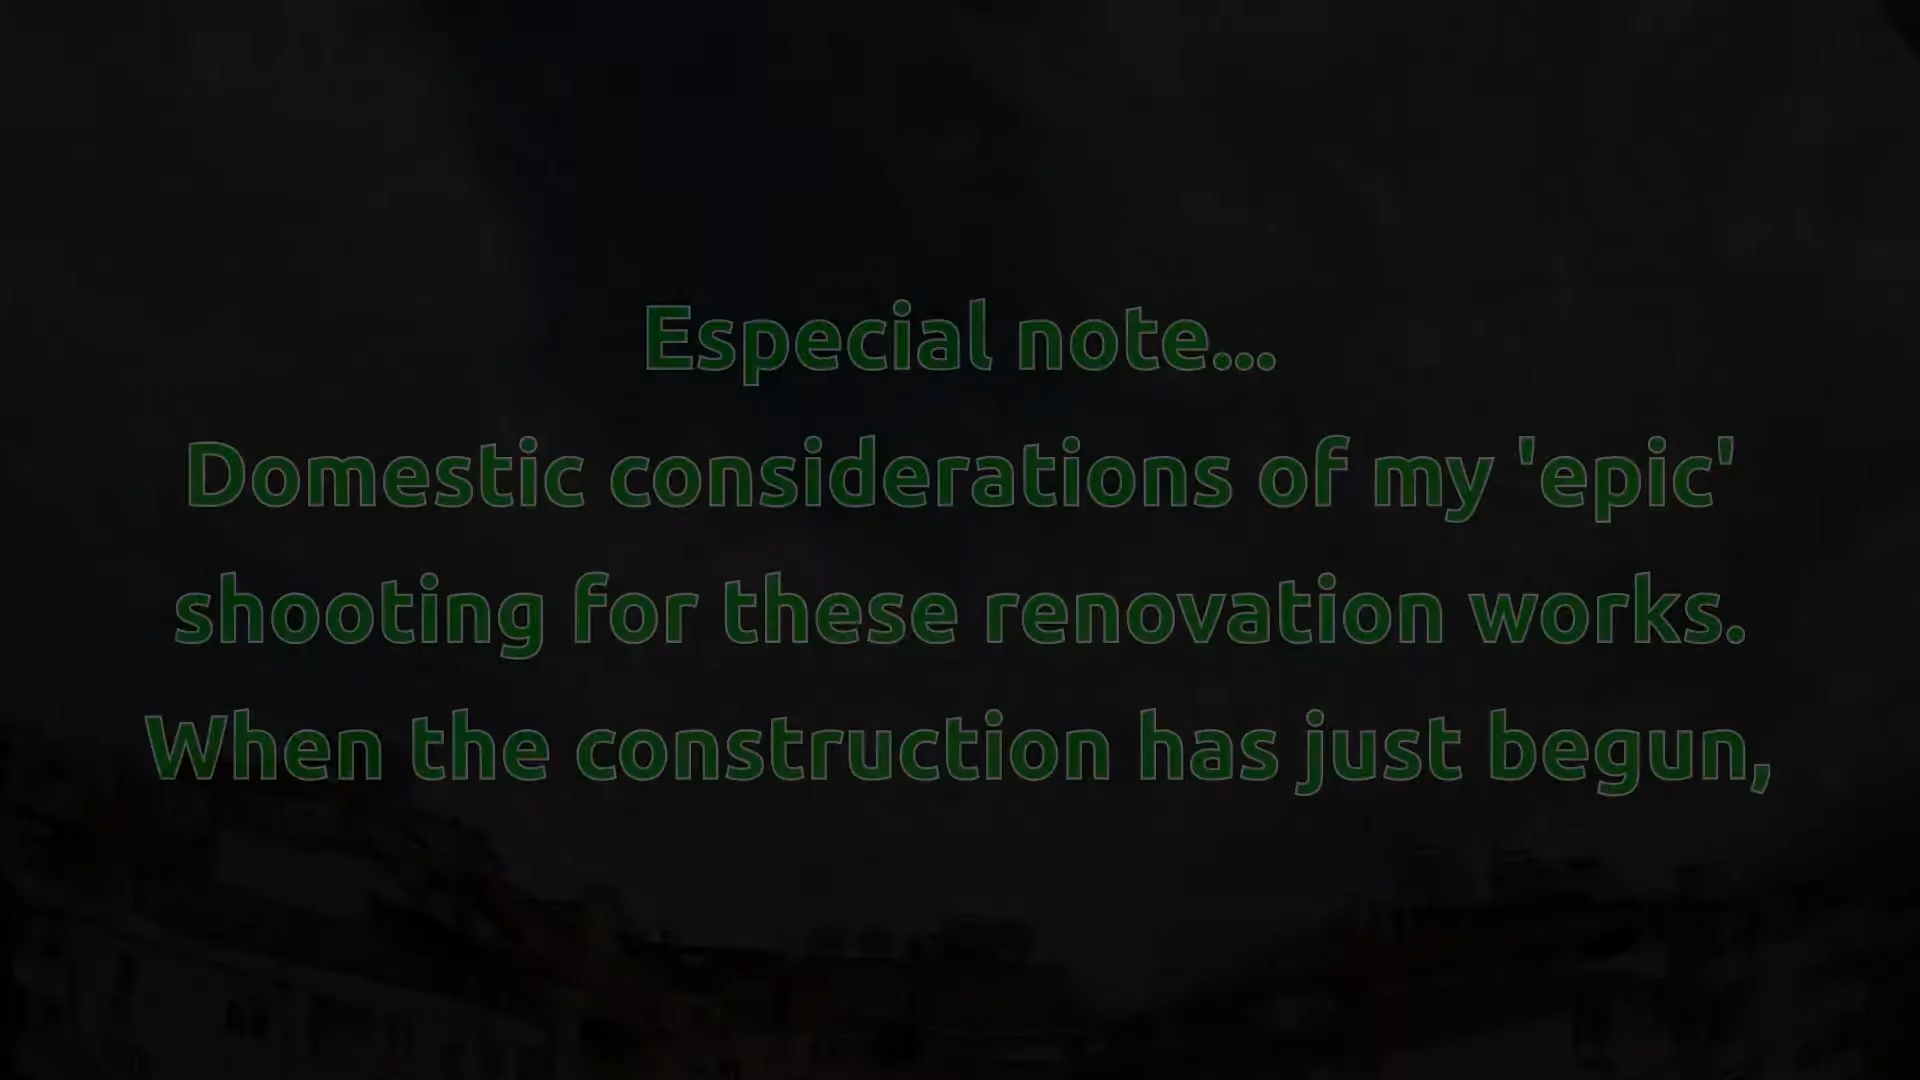 Especial note...
Domestic considerations of my 'epic'
shooting for these renovation works.
When the construction has just begun,